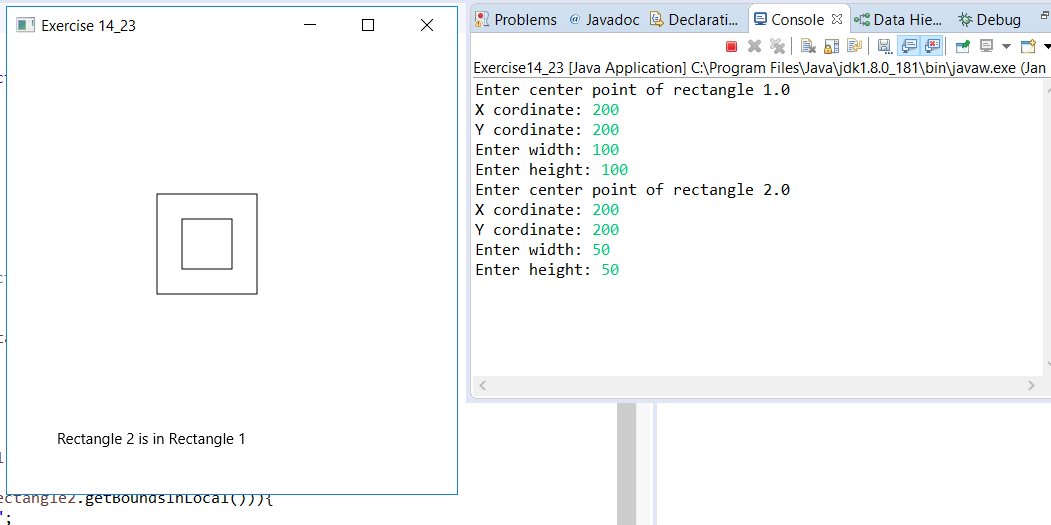 Exercise 14_23
Rectangle 2 is in Rectangle 1
ectangle2.getBoundsInLocal())){
";
Problems @ Javadoc Declarati... Console Data Hie... Debug
Exercise14_23 [Java Application] C:\Program Files\Java\jdk1.8.0_181\bin\javaw.exe (Jan
Enter center point of rectangle 1.0
X cordinate: 200
Y cordinate: 200
Enter width: 100
Enter height: 100
Enter center point of rectangle 2.0
X cordinate: 200
Y cordinate: 200
Enter width: 50
Enter height: 50